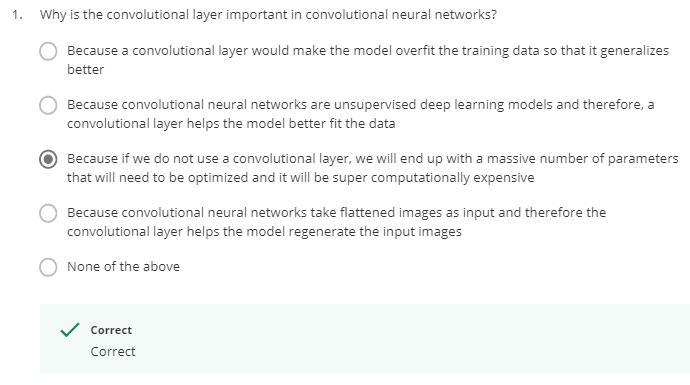 1. Why is the convolutional layer important in convolutional neural networks?
Because a convolutional layer would make the model overfit the training data so that it generalizes
better
Because convolutional neural networks are unsupervised deep learning models and therefore, a
convolutional layer helps the model better fit the data
Because if we do not use a convolutional layer, we will end up with a massive number of parameters
that will need to be optimized and it will be super computationally expensive
Because convolutional neural networks take flattened images as input and therefore the
convolutional layer helps the model regenerate the input images
None of the above
Correct
Correct